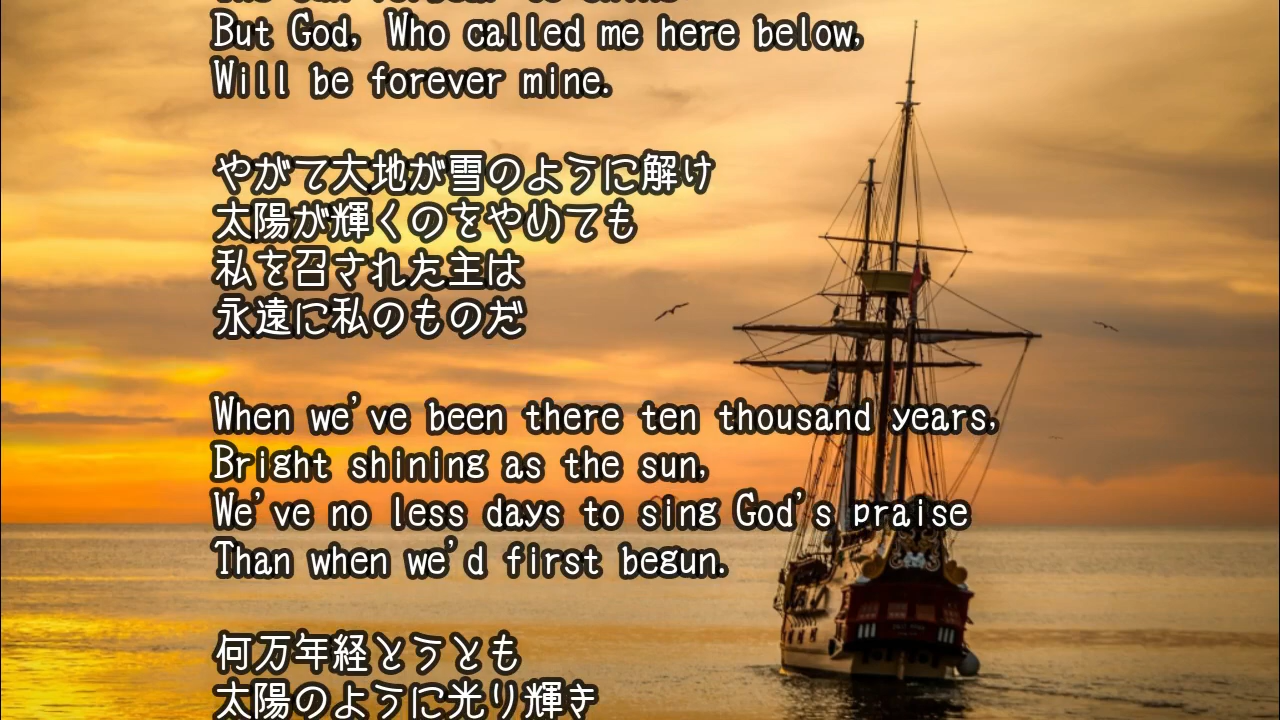 But God, Who called me here below,
Will be forever mine.
やがて大地が雪のように解け
太陽が輝くのをやめても
私を召された主は
永遠に私のものだ
When we've been there ten thousand years,
Bright shining as the sun,
We've no less days to sing God's praise
Than when we'd first begun.
何万年経とうとも
太陽のように光り輝き